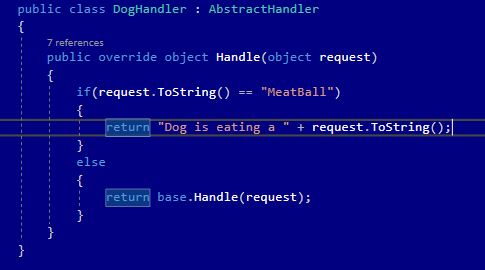 public class DogHandler : AbstractHandler
{
7 references
public override object Handle(object request)
{
if(request.ToString() == "MeatBall")
{
return "Dog is eating a " + request.ToString();
}
else
{
return base.Handle(request);
}
}
}